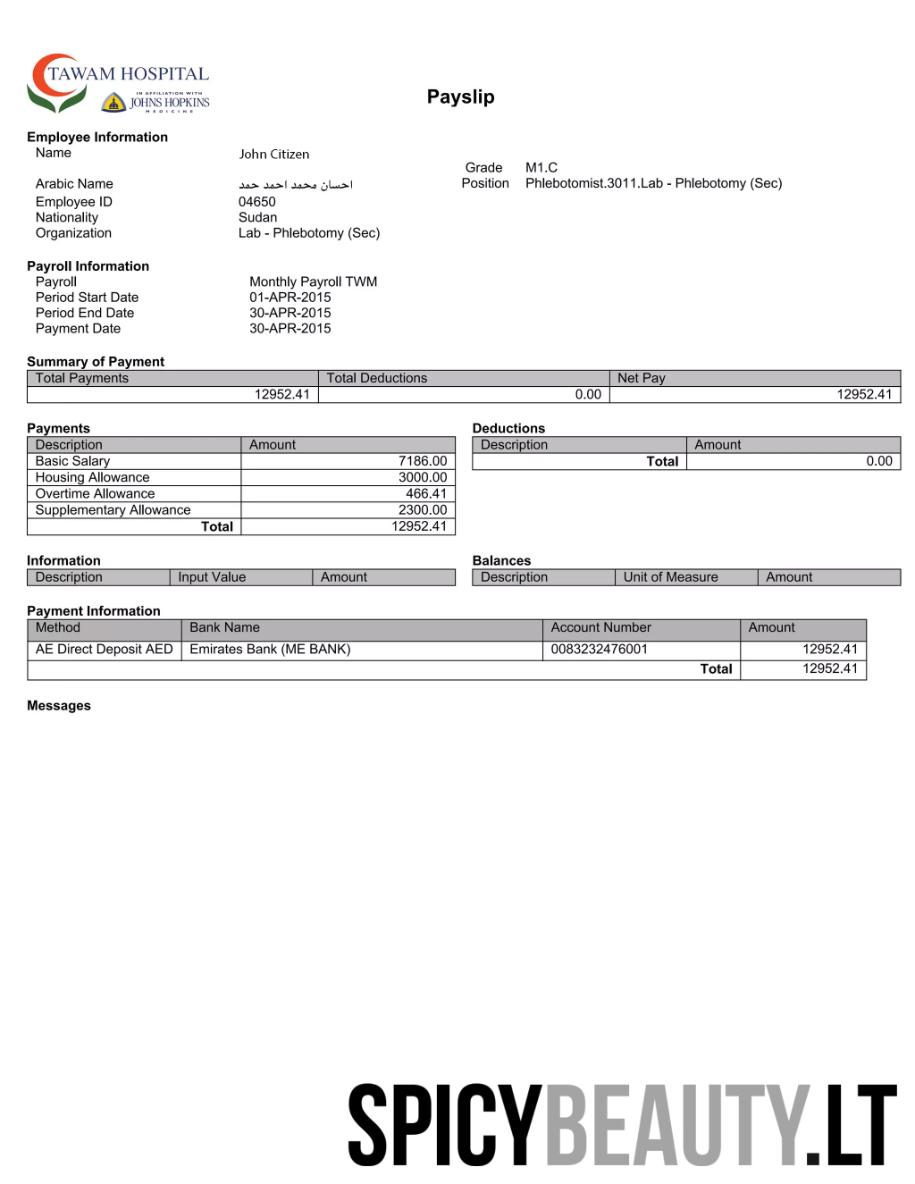 TAWAM HOSPITAL
IN AFFILIATION WITH
JOHNS HOPKINS
MEDICINE
Payslip
Employee Information
Name John Citizen
Grade M1.C
Arabic Name احسان محمد احمد حمد Position Phlebotomist.3011.Lab - Phlebotomy (Sec)
Employee ID 04650
Nationality Sudan
Organization Lab - Phlebotomy (Sec)
Payroll Information
Payroll Monthly Payroll TWM
Period Start Date 01-APR-2015
Period End Date 30-APR-2015
Payment Date 30-APR-2015
Summary of Payment
Total Payments Total Deductions Net Pay
12952.41 0.00 12952.41
Payments
Description Amount
Basic Salary 7186.00
Housing Allowance 3000.00
Overtime Allowance 466.41
Supplementary Allowance 2300.00
Total 12952.41
Deductions
Description Amount
Total 0.00
Information
Description Input Value Amount
Balances
Description Unit of Measure Amount
Payment Information
Method Bank Name Account Number Amount
AE Direct Deposit AED Emirates Bank (ME BANK) 0083232476001 12952.41
Total 12952.41
Messages
SPICYBEAUTY.LT